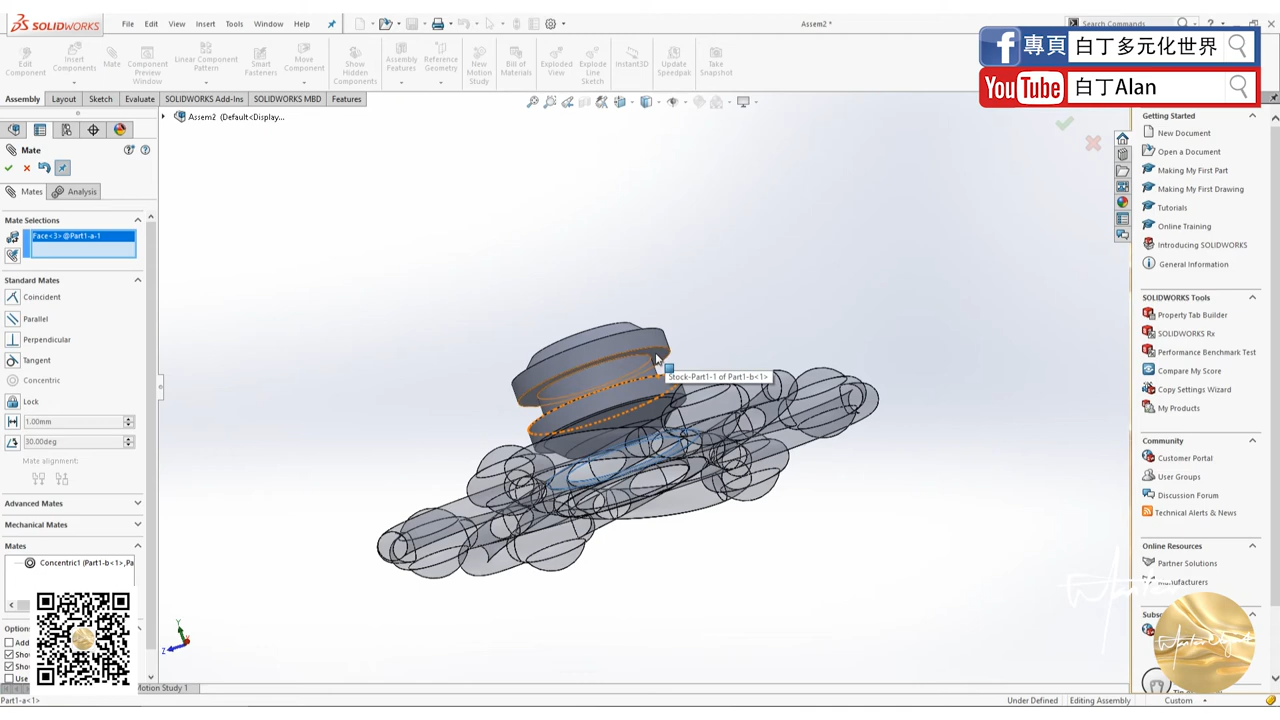 SOLIDWORKS
File
Edit
View
Insert
Tools
Window
Help
Assem2 *
Search Commands
專頁
白丁多元化世界
YouTube
白丁Alan
Edit Component
Insert Components
Mate
Component Preview Window
Linear Component Pattern
Smart Fasteners
Move Component
Show Hidden Components
Assembly Features
Reference Geometry
New Motion Study
Bill of Materials
Exploded View
Explode Line Sketch
Instant3D
Update Speedpak
Take Snapshot
Assembly
Layout
Sketch
Evaluate
SOLIDWORKS Add-Ins
SOLIDWORKS MBD
Features
Assem2 (Default<Display...
Mate
Mates
Analysis
Mate Selections
Face<3>@Part1-a-1
Standard Mates
Coincident
Parallel
Perpendicular
Tangent
Concentric
Lock
1.00mm
30.00deg
Mate alignment:
Advanced Mates
Mechanical Mates
Mates
Concentric1 (Part1-b<1>,Pa
Options
Add
Sho
Sho
Use
Motion Study 1
Stock-Part1-1 of Part1-b<1>
Y
Z
Getting Started
New Document
Open a Document
Making My First Part
Making My First Drawing
Tutorials
Online Training
Introducing SOLIDWORKS
General Information
SOLIDWORKS Tools
Property Tab Builder
SOLIDWORKS Rx
Performance Benchmark Test
Compare My Score
Copy Settings Wizard
My Products
Community
Customer Portal
User Groups
Discussion Forum
Technical Alerts & News
Online Resources
Partner Solutions
Manufacturers
Part1-a<1>
Under Defined
Editing Assembly
Custom